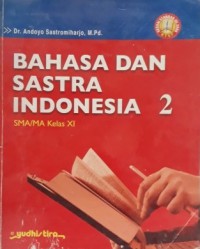 Dr. Andoyo Sastromiharjo, M.Pd.
BAHASA DAN
SASTRA
INDONESIA 2
SMA/MA Kelas XI
yudhistira